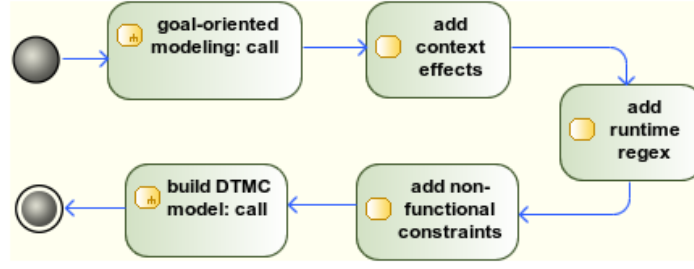 goal-oriented
modeling: call
add
context
effects
add
runtime
regex
add non-
functional
constraints
build DTMC
model: call